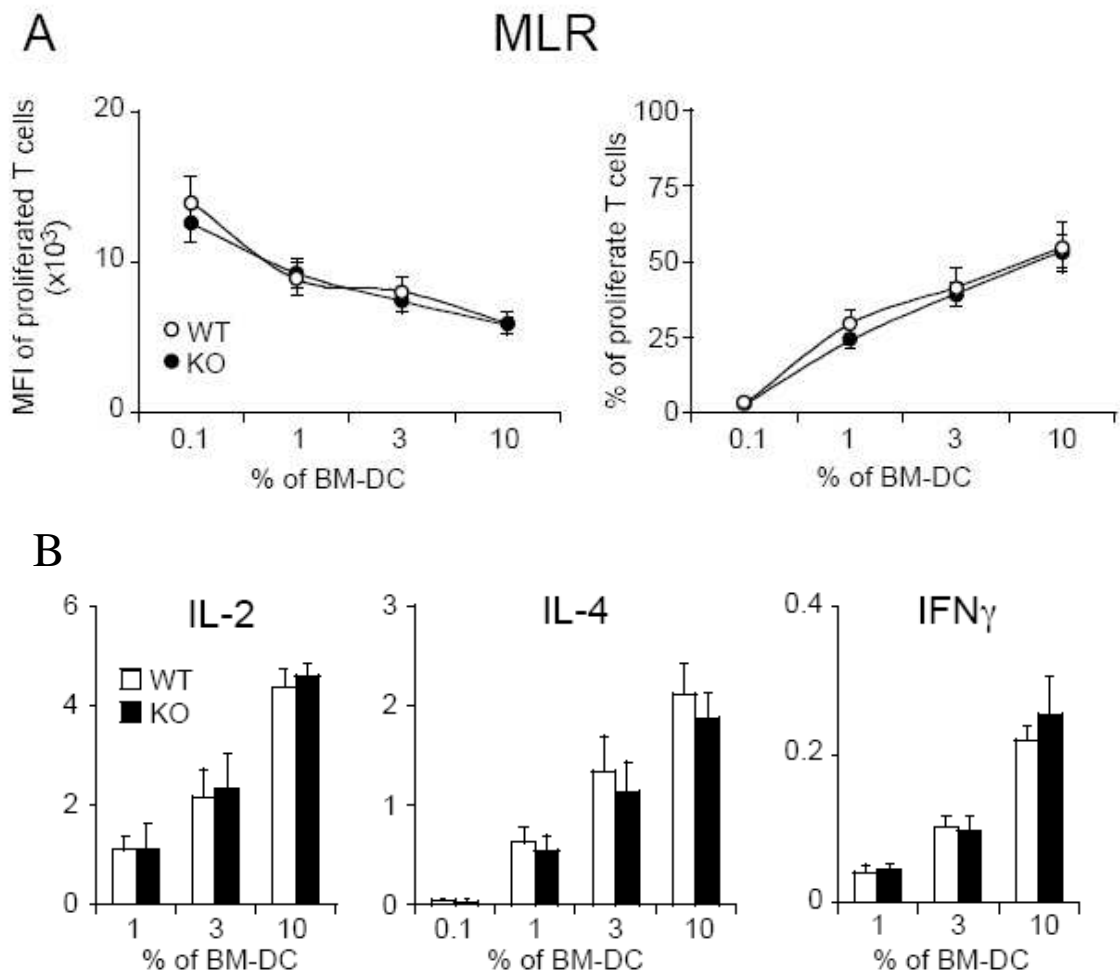 A
MLR
MFI of proliferated T cells
(x10³)
20
10
0
WT
KO
0.1 1 3 10
% of BM-DC
% of proliferate T cells
100
75
50
25
0
0.1 1 3 10
% of BM-DC
B
IL-2
6
4
2
0
WT
KO
1 3 10
% of BM-DC
IL-4
3
2
1
0
0.1 1 3 10
% of BM-DC
IFNγ
0.4
0.2
0
1 3 10
% of BM-DC